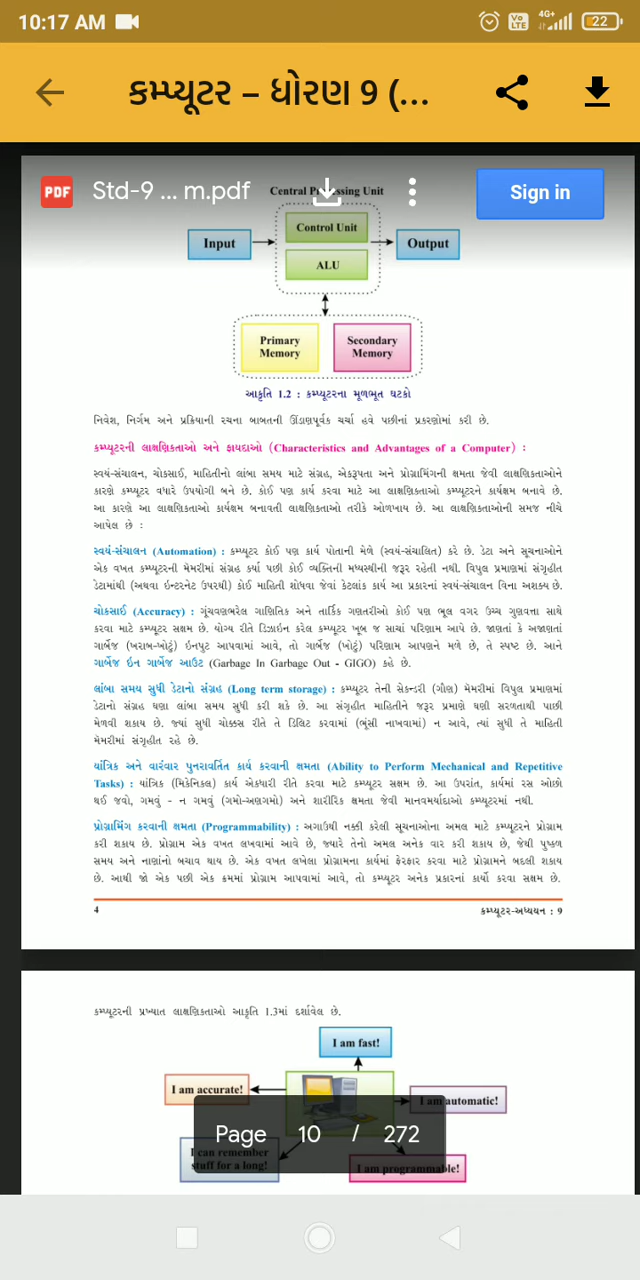 10:17 AM
Vo LTE 4G+ 22
કમ્પ્યૂટર – ધોરણ 9 (...
PDF Std-9 ... m.pdf Sign in
Central Processing Unit
Control Unit
Input Output
ALU
Primary Memory
Secondary Memory
આકૃતિ 1.2 : કમ્પ્યૂટરના મૂળભૂત ઘટકો
નિવેશ, નિર્ગમ અને પ્રક્રિયાની રચના બાબતની ઊંડાણપૂર્વક ચર્ચા હવે પછીનાં પ્રકરણોમાં કરી છે.
કમ્પ્યૂટરની લાક્ષણિકતાઓ અને ફાયદાઓ (Characteristics and Advantages of a Computer) :
સ્વયં-સંચાલન, ચોકસાઈ, માહિતીનો લાંબા સમય માટે સંગ્રહ, એકરૂપતા અને પ્રોગ્રામિંગની ક્ષમતા જેવી લાક્ષણિકતાઓને
કારણે કમ્પ્યૂટર વધારે ઉપયોગી બને છે. કોઈ પણ કાર્ય કરવા માટે આ લાક્ષણિકતાઓ કમ્પ્યૂટરને કાર્યક્ષમ બનાવે છે.
આ કારણે આ લાક્ષણિકતાઓ કાર્યક્ષમ બનાવતી લાક્ષણિકતાઓ તરીકે ઓળખાય છે. આ લાક્ષણિકતાઓની સમજ નીચે
આપેલ છે :
સ્વયં-સંચાલન (Automation) : કમ્પ્યૂટર કોઈ પણ કાર્ય પોતાની મેળે (સ્વયં-સંચાલિત) કરે છે. ડેટા અને સૂચનાઓને
એક વખત કમ્પ્યૂટરની મેમરીમાં સંગ્રહ કર્યા પછી કોઈ વ્યક્તિની મધ્યસ્થીની જરૂર રહેતી નથી. વિપુલ પ્રમાણમાં સંગૃહીત
ડેટામાંથી (અથવા ઇન્ટરનેટ ઉપરથી) કોઈ માહિતી શોધવા જેવાં કેટલાંક કાર્ય આ પ્રકારનાં સ્વયં-સંચાલન વિના અશક્ય છે.
ચોકસાઈ (Accuracy) : ગૂંચવણભરેલ ગાણિતિક અને તાર્કિક ગણતરીઓ કોઈ પણ ભૂલ વગર ઉચ્ચ ગુણવત્તા સાથે
કરવા માટે કમ્પ્યૂટર સક્ષમ છે. યોગ્ય રીતે ડિઝાઇન કરેલ કમ્પ્યૂટર ખૂબ જ સાચાં પરિણામ આપે છે. જાણતાં કે અજાણતાં
ગાર્બેજ (ખરાબ-ખોટું) ઇનપુટ આપવામાં આવે, તો ગાર્બેજ (ખોટું) પરિણામ આપણને મળે છે, તે સ્પષ્ટ છે. આને
ગાર્બેજ ઇન ગાર્બેજ આઉટ (Garbage In Garbage Out - GIGO) કહે છે.
લાંબા સમય સુધી ડેટાનો સંગ્રહ (Long term storage) : કમ્પ્યૂટર તેની સેકન્ડરી (ગૌણ) મેમરીમાં વિપુલ પ્રમાણમાં
ડેટાનો સંગ્રહ ઘણા લાંબા સમય સુધી કરી શકે છે. આ સંગૃહીત માહિતીને જરૂર પ્રમાણે ઘણી સરળતાથી પાછી
મેળવી શકાય છે. જ્યાં સુધી ચોક્કસ રીતે તે ડિલિટ કરવામાં (ભૂંસી નાખવામાં) ન આવે, ત્યાં સુધી તે માહિતી
મેમરીમાં સંગૃહીત રહે છે.
યાંત્રિક અને વારંવાર પુનરાવર્તિત કાર્ય કરવાની ક્ષમતા (Ability to Perform Mechanical and Repetitive
Tasks) : યાંત્રિક (મિકેનિકલ) કાર્ય એકધારી રીતે કરવા માટે કમ્પ્યૂટર સક્ષમ છે. આ ઉપરાંત, કાર્યમાં રસ ઓછો
થઈ જવો, ગમવું - ન ગમવું (ગમો-અણગમો) અને શારીરિક ક્ષમતા જેવી માનવમર્યાદાઓ કમ્પ્યૂટરમાં નથી.
પ્રોગ્રામિંગ કરવાની ક્ષમતા (Programmability) : અગાઉથી નક્કી કરેલી સૂચનાઓના અમલ માટે કમ્પ્યૂટરને પ્રોગ્રામ
કરી શકાય છે. પ્રોગ્રામ એક વખત લખવામાં આવે છે, જ્યારે તેનો અમલ અનેક વાર કરી શકાય છે, જેથી પુષ્કળ
સમય અને નાણાંનો બચાવ થાય છે. એક વખત લખેલા પ્રોગ્રામના કાર્યમાં ફેરફાર કરવા માટે પ્રોગ્રામને બદલી શકાય
છે. આથી જો એક પછી એક ક્રમમાં પ્રોગ્રામ આપવામાં આવે, તો કમ્પ્યૂટર અનેક પ્રકારનાં કાર્યો કરવા સક્ષમ છે.
4 કમ્પ્યૂટર-અધ્યયન : 9
કમ્પ્યૂટરની પ્રખ્યાત લાક્ષણિકતાઓ આકૃતિ 1.3માં દર્શાવેલ છે.
I am fast!
I am accurate!
I am automatic!
Page 10 / 272
I can remember
stuff for a long!
I am programmable!